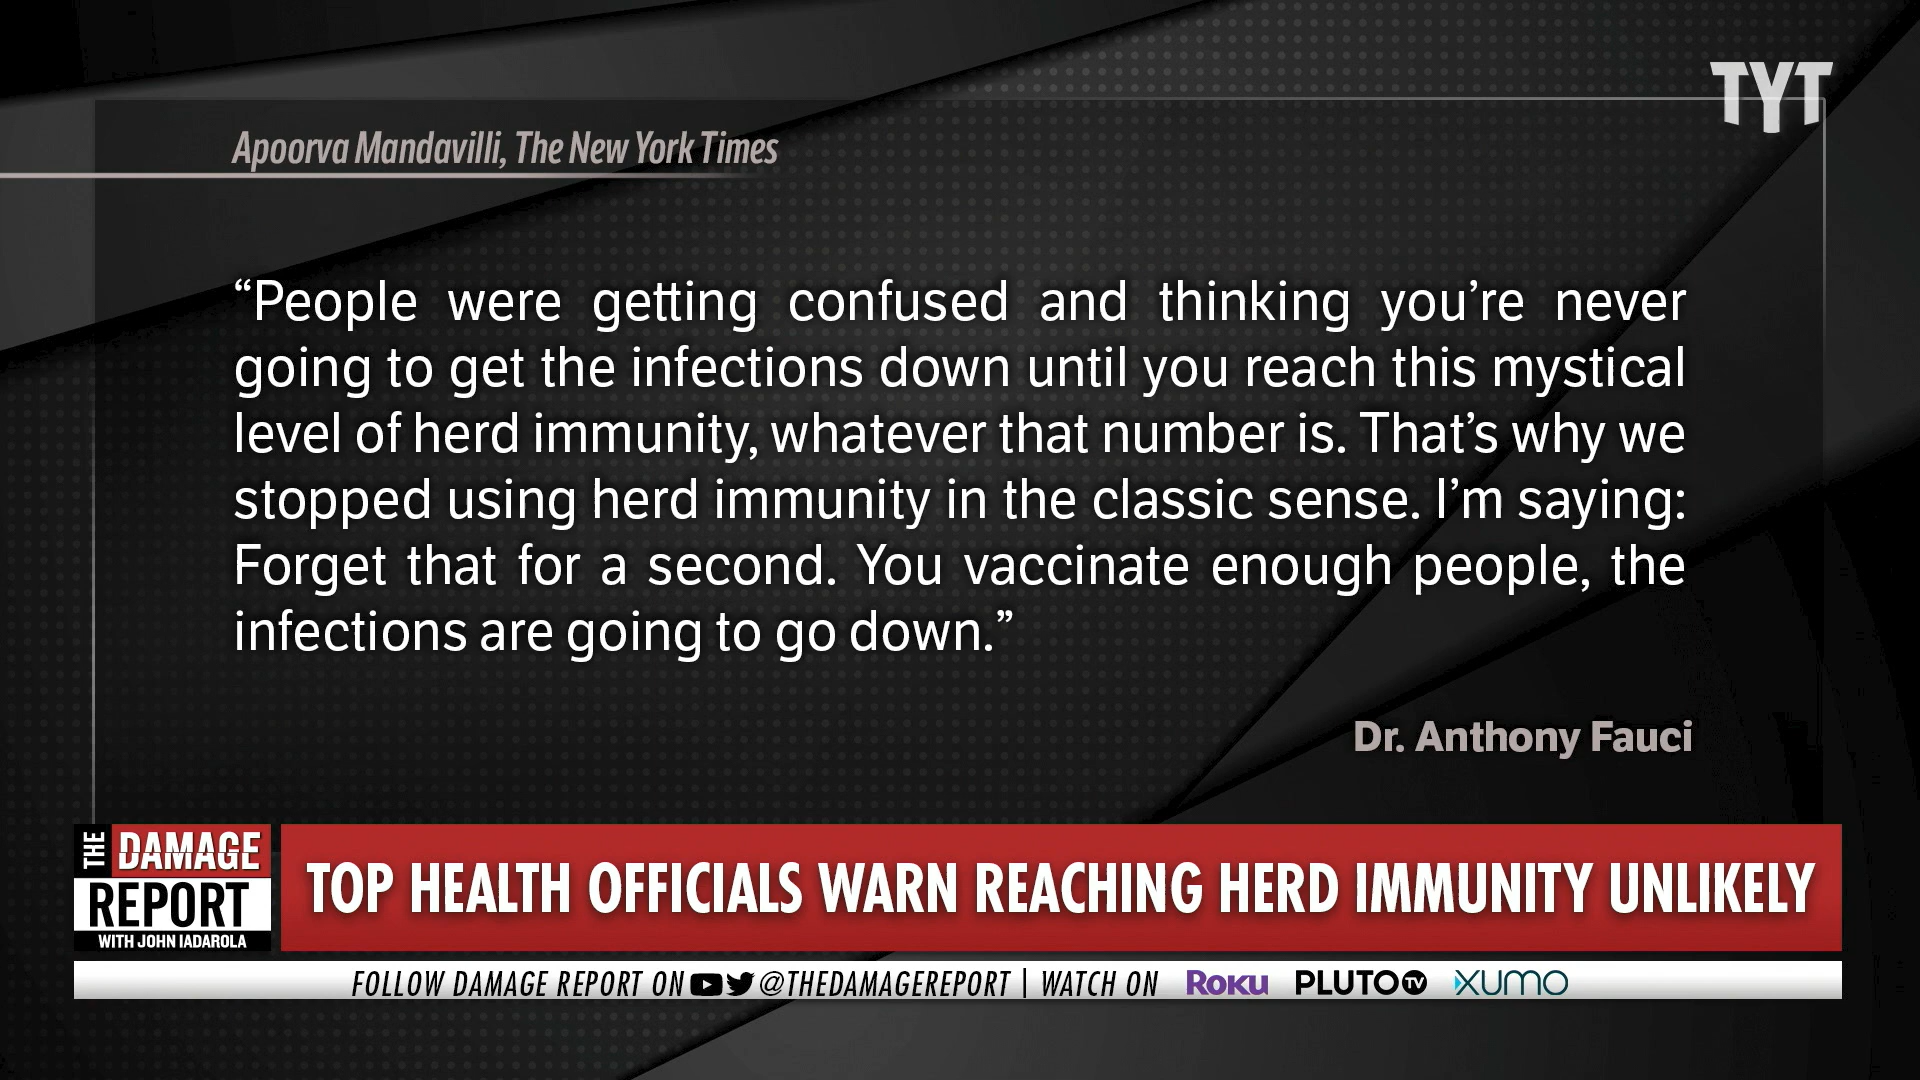 TYT
Apoorva Mandavilli, The New York Times
“People were getting confused and thinking you’re never
going to get the infections down until you reach this mystical
level of herd immunity, whatever that number is. That’s why we
stopped using herd immunity in the classic sense. I’m saying:
Forget that for a second. You vaccinate enough people, the
infections are going to go down.”
Dr. Anthony Fauci
THE DAMAGE
REPORT
WITH JOHN IADAROLA
TOP HEALTH OFFICIALS WARN REACHING HERD IMMUNITY UNLIKELY
FOLLOW DAMAGE REPORT ON @THEDAMAGEREPORT | WATCH ON Roku PLUTO TV XUMO